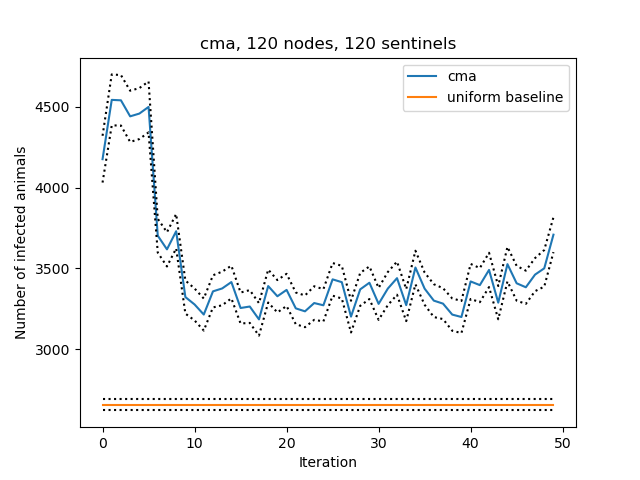 cma, 120 nodes, 120 sentinels
cma
uniform baseline
Number of infected animals
4500
4000
3500
3000
0 10 20 30 40 50
Iteration